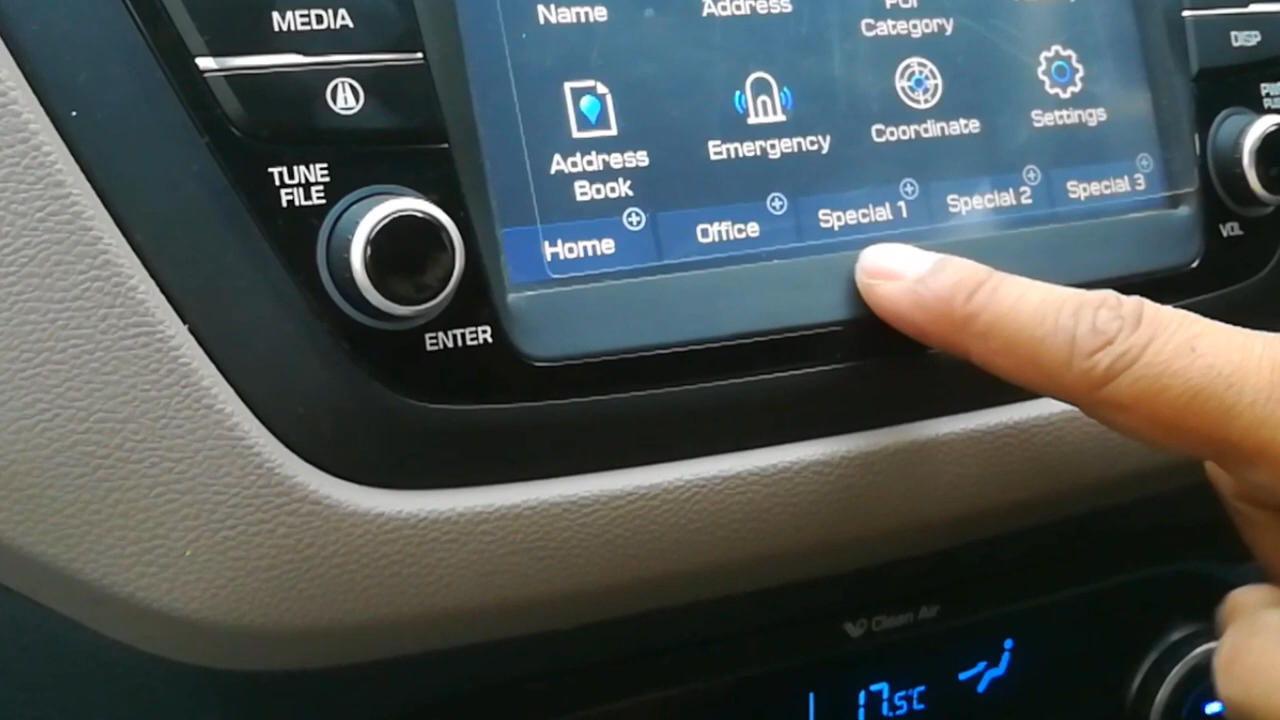 MEDIA
Name
Address
POI
Category
DISP
TUNE
FILE
Address
Book
Emergency
Coordinate
Settings
Home
Office
Special 1
Special 2
Special 3
VOL
ENTER
Clean Air
17.5°C